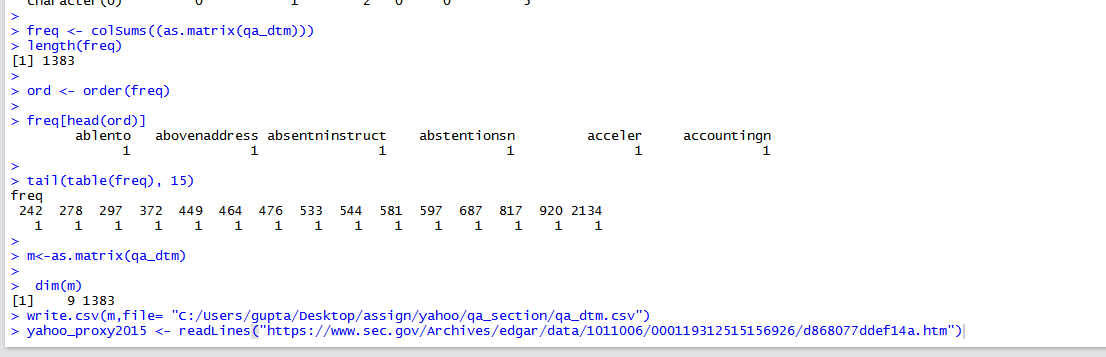 character(0) 0 1 2 0 0 5
>
> freq <- colSums((as.matrix(qa_dtm)))
> length(freq)
[1] 1383
>
> ord <- order(freq)
>
> freq[head(ord)]
ablento abovenaddress absentninstruct abstentionsn acceler accountingn
1 1 1 1 1 1
>
> tail(table(freq), 15)
freq
242 278 297 372 449 464 476 533 544 581 597 687 817 920 2134
1 1 1 1 1 1 1 1 1 1 1 1 1 1 1
>
> m<-as.matrix(qa_dtm)
>
> dim(m)
[1] 9 1383
> write.csv(m,file= "C:/Users/gupta/Desktop/assign/yahoo/qa_section/qa_dtm.csv")
> yahoo_proxy2015 <- readLines("https://www.sec.gov/Archives/edgar/data/1011006/000119312515156926/d868077ddef14a.htm")